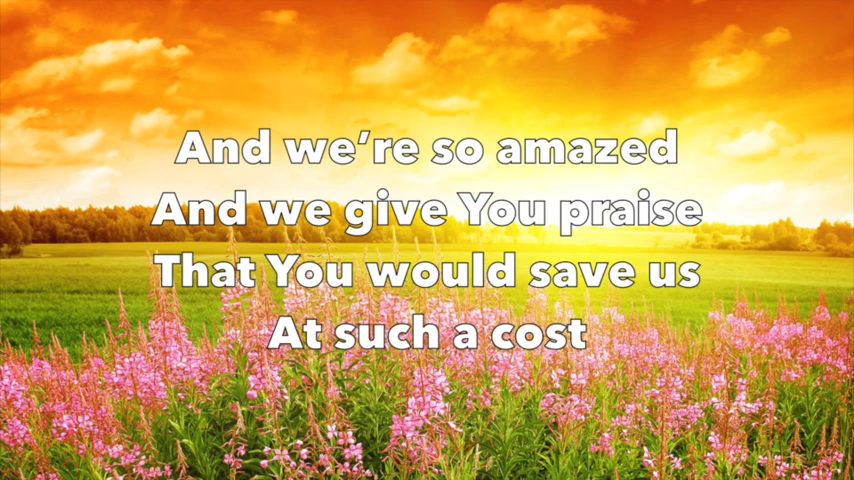 And we're so amazed
And we give You praise
That You would save us
At such a cost